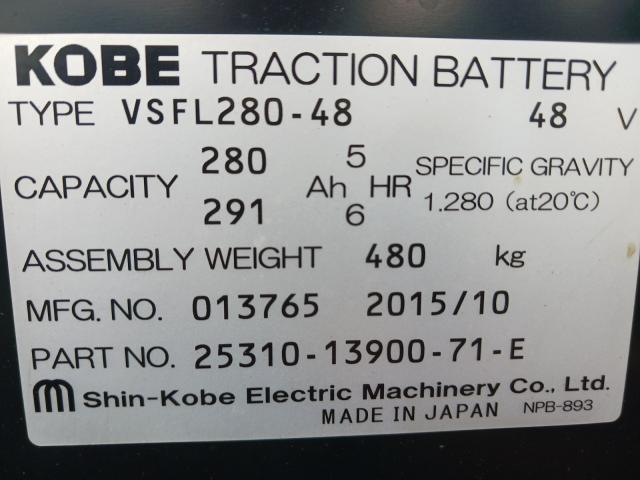 KOBE TRACTION BATTERY
TYPE VSFL280-48 48 V
CAPACITY 280 Ah 5 HR SPECIFIC GRAVITY
291 6 1.280 (at20℃)
ASSEMBLY WEIGHT 480 kg
MFG. NO. 013765 2015/10
PART NO. 25310-13900-71-E
Shin-Kobe Electric Machinery Co., Ltd.
MADE IN JAPAN NPB-893